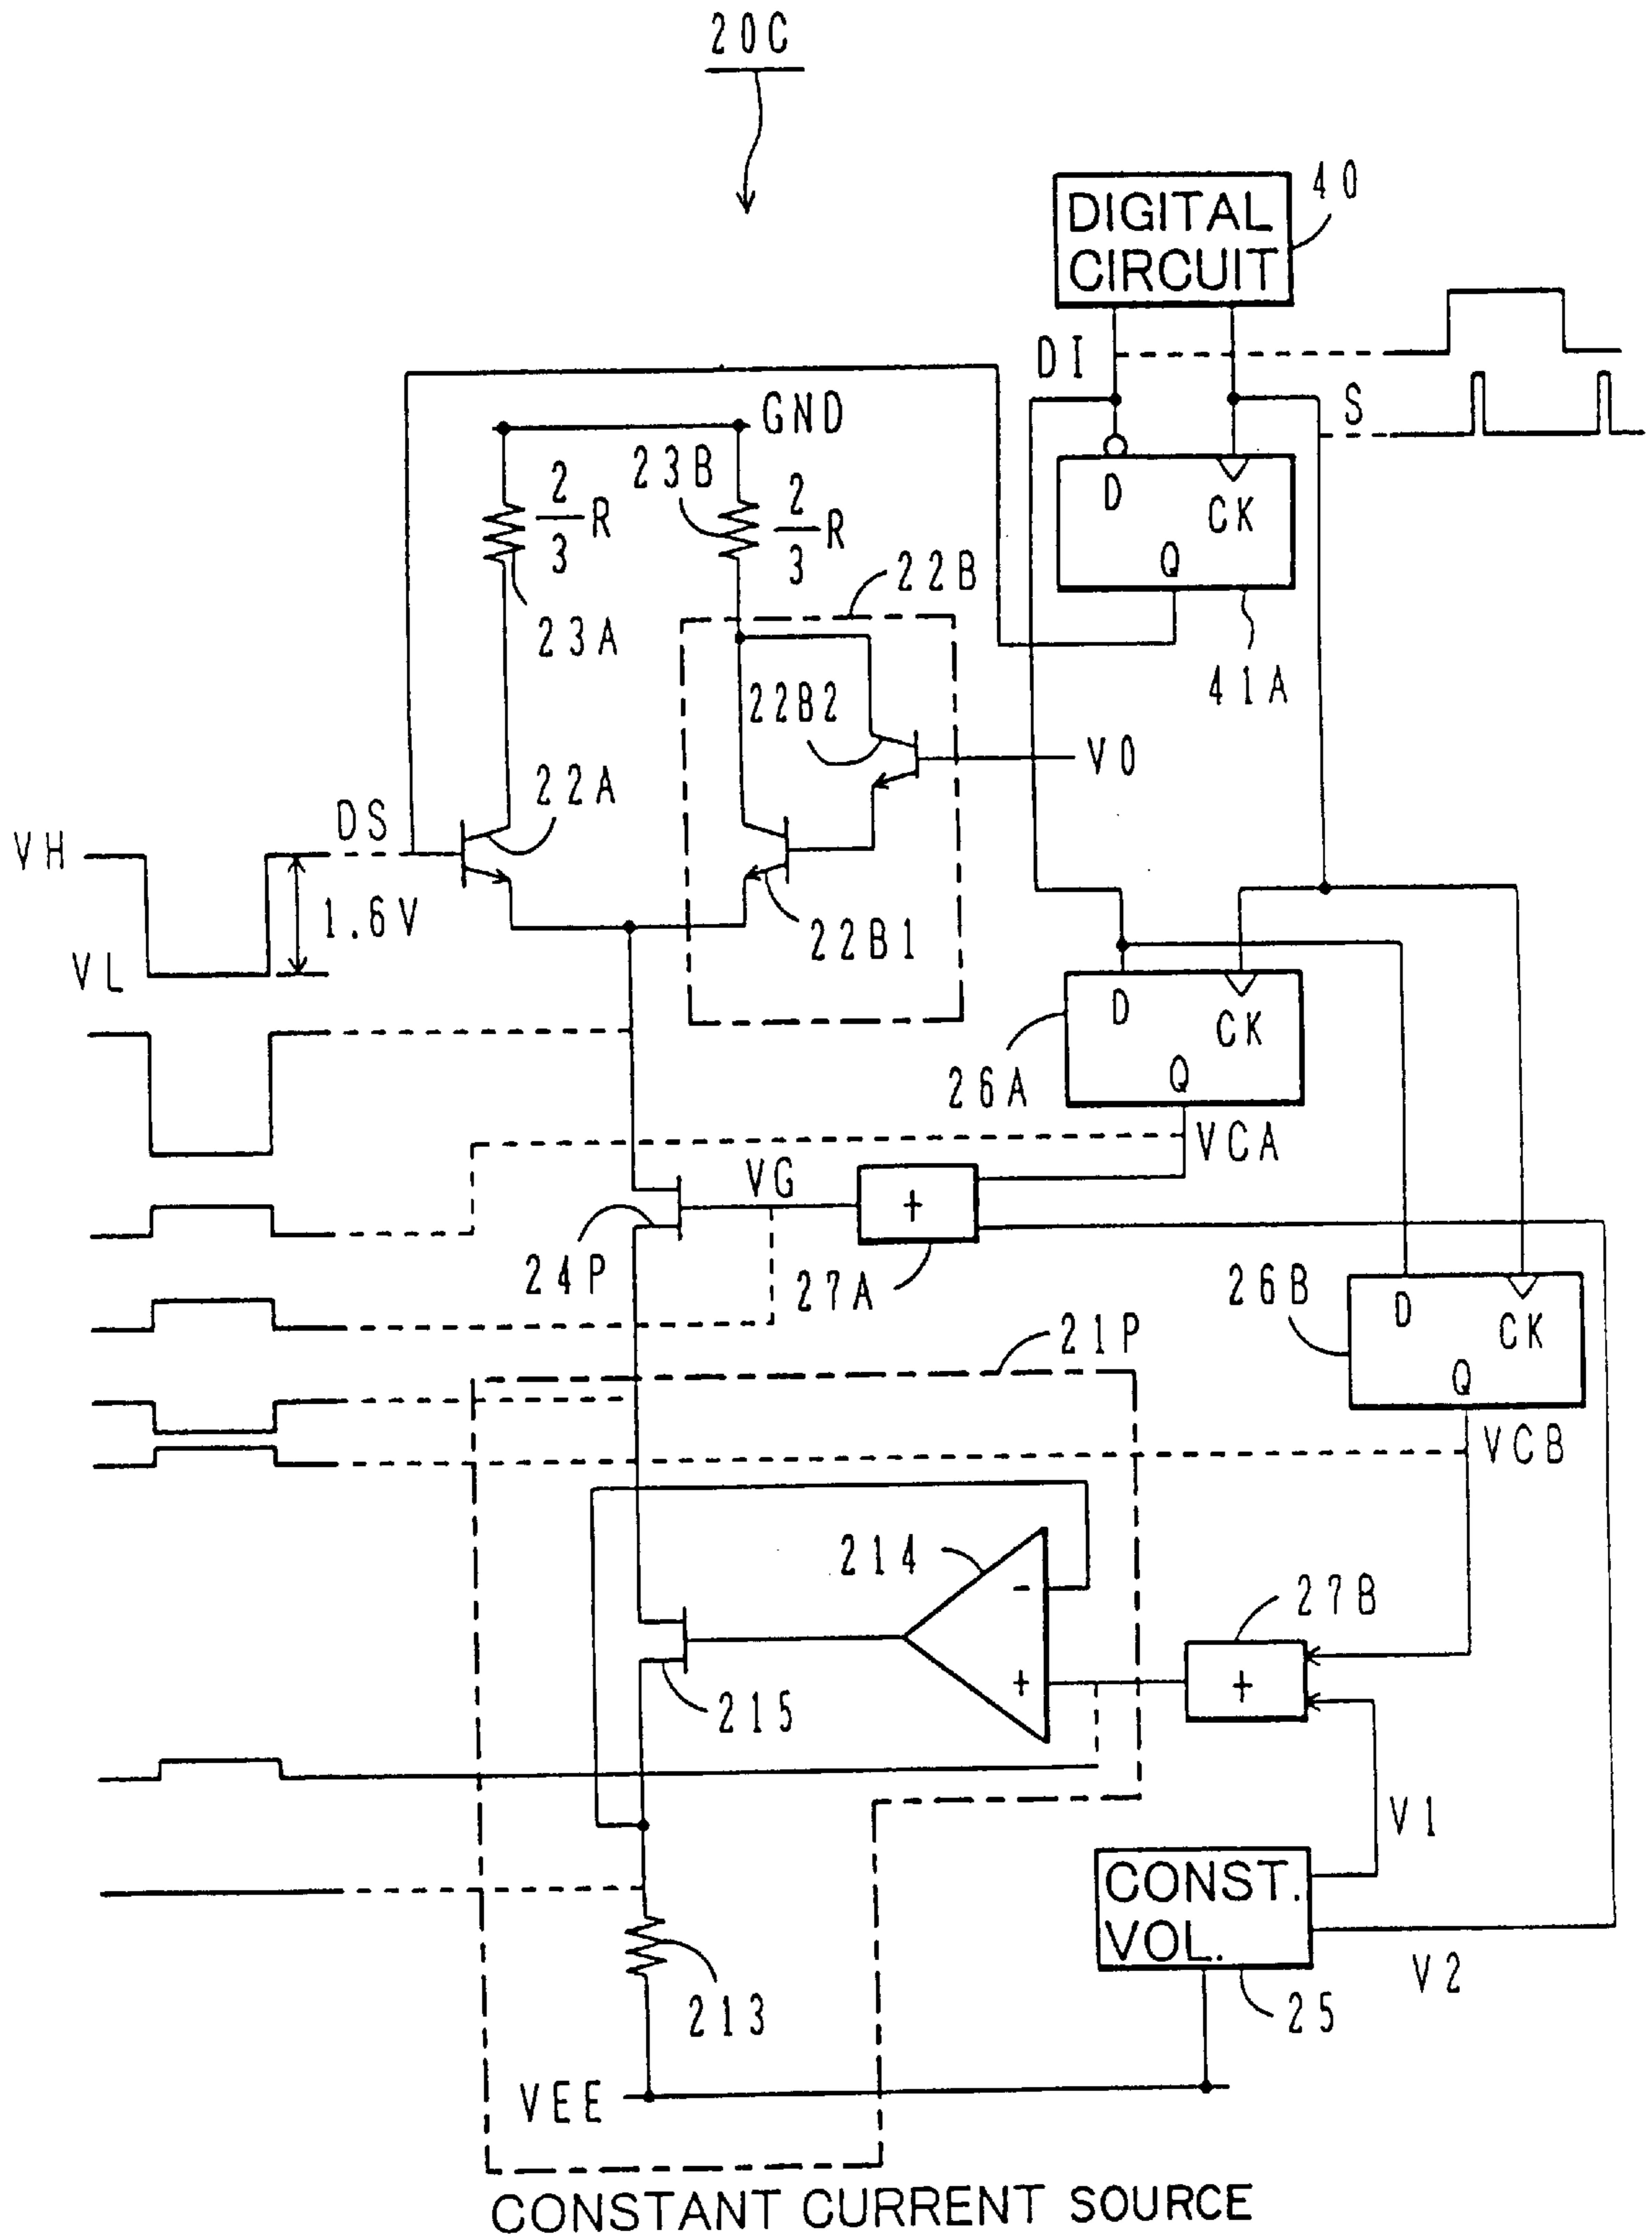 20C
40
DIGITAL
CIRCUIT
DI
S
GND
23B
2
3
R
2
3
R
D
CK
Q
22B
23A
41A
22B2
V0
22A
DS
VH
1.6V
VL
22B1
D
CK
Q
26A
VCA
VG
+
24P
27A
26B
D
CK
Q
21P
VCB
214
-
+
27B
+
215
V1
CONST.
VOL.
V2
213
25
VEE
CONSTANT CURRENT SOURCE